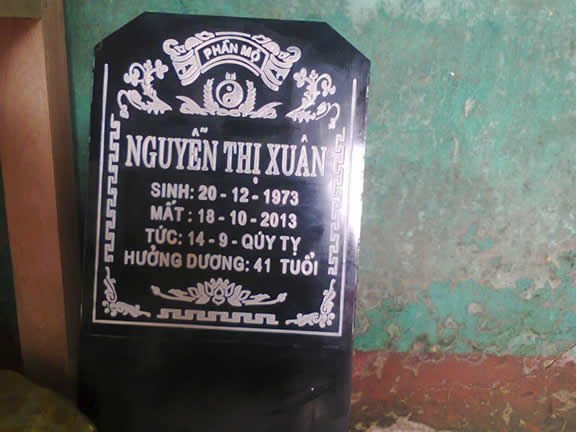 PHẦN MỘ
NGUYỄN THỊ XUÂN
SINH: 20 - 12 - 1973
MẤT : 18 - 10 - 2013
TỨC: 14 - 9 - QÚY TỴ
HƯỞNG DƯƠNG: 41 TUỔI